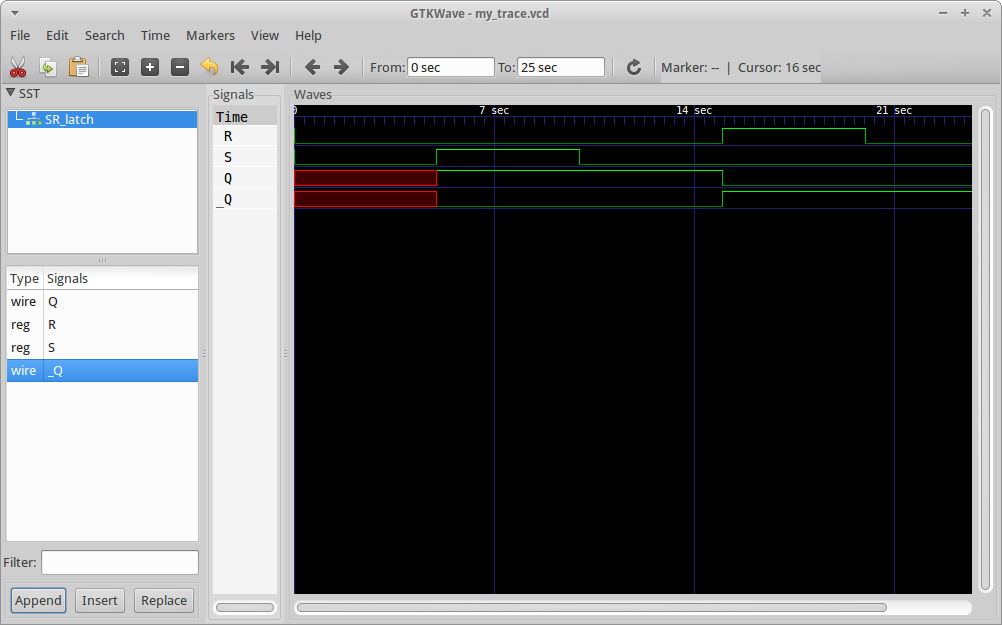 GTKWave - my_trace.vcd
File Edit Search Time Markers View Help
From: 0 sec To: 25 sec Marker: -- | Cursor: 16 sec
SST
SR_latch
Type Signals
wire Q
reg R
reg S
wire _Q
Filter:
Append Insert Replace
Signals
Time
R
S
Q
_Q
Waves
0 7 sec 14 sec 21 sec